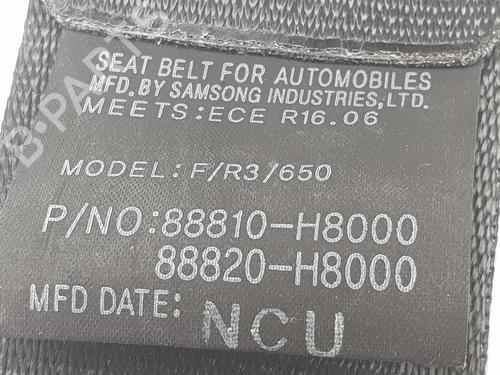 SEAT BELT FOR AUTOMOBILES
MFD. BY SAMSONG INDUSTRIES, LTD.
MEETS:ECE R16.06
MODEL: F/R3/650
P/NO:88810-H8000
88820-H8000
MFD DATE: NCU
B-PARTS